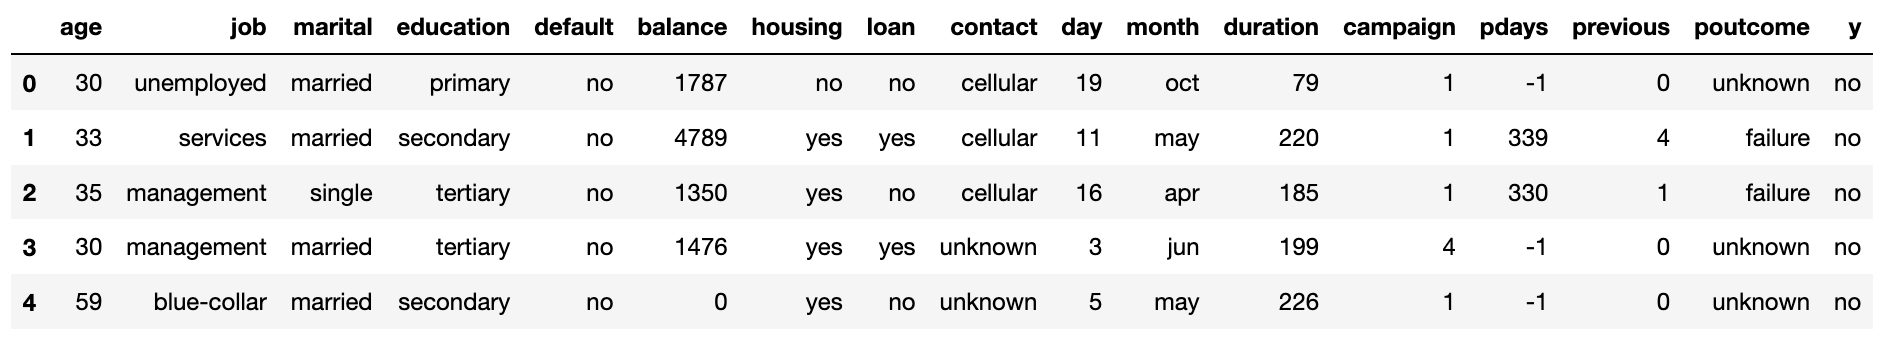 age job marital education default balance housing loan contact day month duration campaign pdays previous poutcome y
0 30 unemployed married primary no 1787 no no cellular 19 oct 79 1 -1 0 unknown no
1 33 services married secondary no 4789 yes yes cellular 11 may 220 1 339 4 failure no
2 35 management single tertiary no 1350 yes no cellular 16 apr 185 1 330 1 failure no
3 30 management married tertiary no 1476 yes yes unknown 3 jun 199 4 -1 0 unknown no
4 59 blue-collar married secondary no 0 yes no unknown 5 may 226 1 -1 0 unknown no